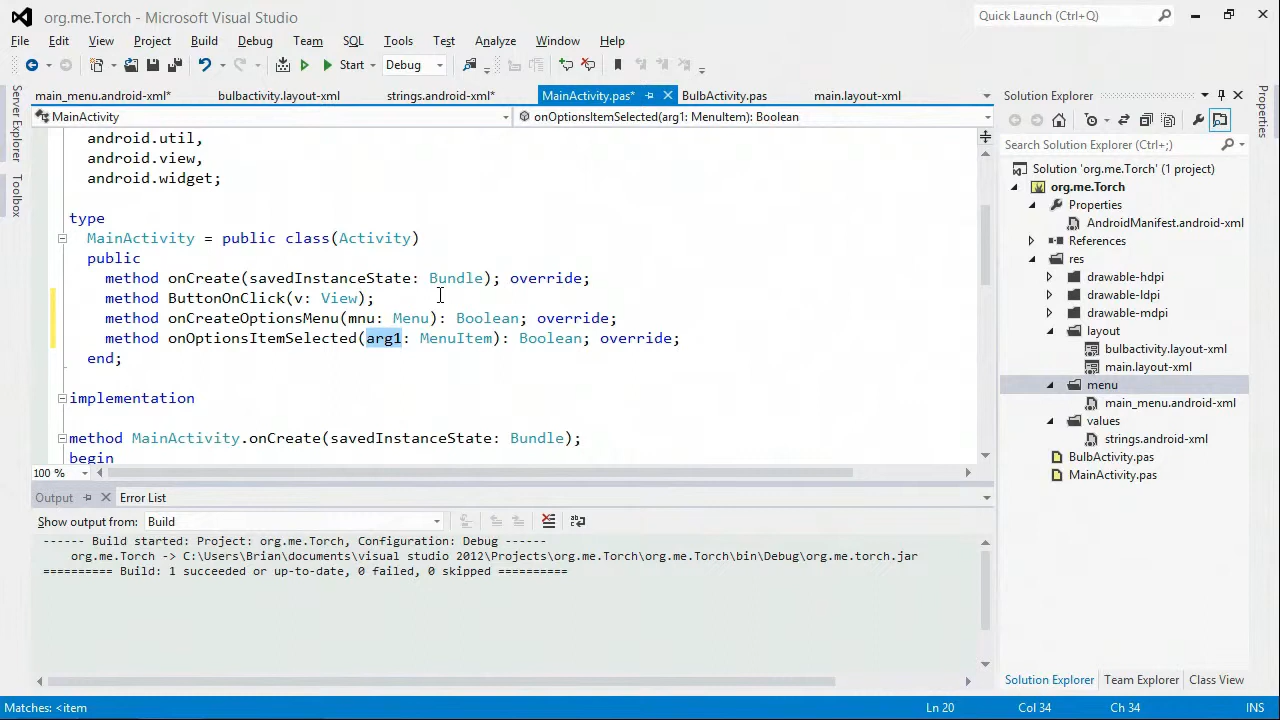 org.me.Torch - Microsoft Visual Studio
Quick Launch (Ctrl+Q)
File Edit View Project Build Debug Team SQL Tools Test Analyze Window Help
Start Debug
main_menu.android-xml* bulbactivity.layout-xml strings.android-xml* MainActivity.pas* BulbActivity.pas main.layout-xml
MainActivity
onOptionsItemSelected(arg1: MenuItem): Boolean
android.util,
android.view,
android.widget;
type
MainActivity = public class(Activity)
public
method onCreate(savedInstanceState: Bundle); override;
method ButtonOnClick(v: View);
method onCreateOptionsMenu(mnu: Menu): Boolean; override;
method onOptionsItemSelected(arg1: MenuItem): Boolean; override;
end;
implementation
method MainActivity.onCreate(savedInstanceState: Bundle);
begin
100 %
Output Error List
Show output from: Build
------ Build started: Project: org.me.Torch, Configuration: Debug ------
org.me.Torch -> C:\Users\Brian\documents\visual studio 2012\Projects\org.me.Torch\org.me.Torch\bin\Debug\org.me.torch.jar
========== Build: 1 succeeded or up-to-date, 0 failed, 0 skipped ==========
Server Explorer
Toolbox
Solution Explorer
Search Solution Explorer (Ctrl+;)
Solution 'org.me.Torch' (1 project)
org.me.Torch
Properties
AndroidManifest.android-xml
References
res
drawable-hdpi
drawable-ldpi
drawable-mdpi
layout
bulbactivity.layout-xml
main.layout-xml
menu
main_menu.android-xml
values
strings.android-xml
BulbActivity.pas
MainActivity.pas
Solution Explorer Team Explorer Class View
Properties
Matches: <item
Ln 20 Col 34 Ch 34 INS